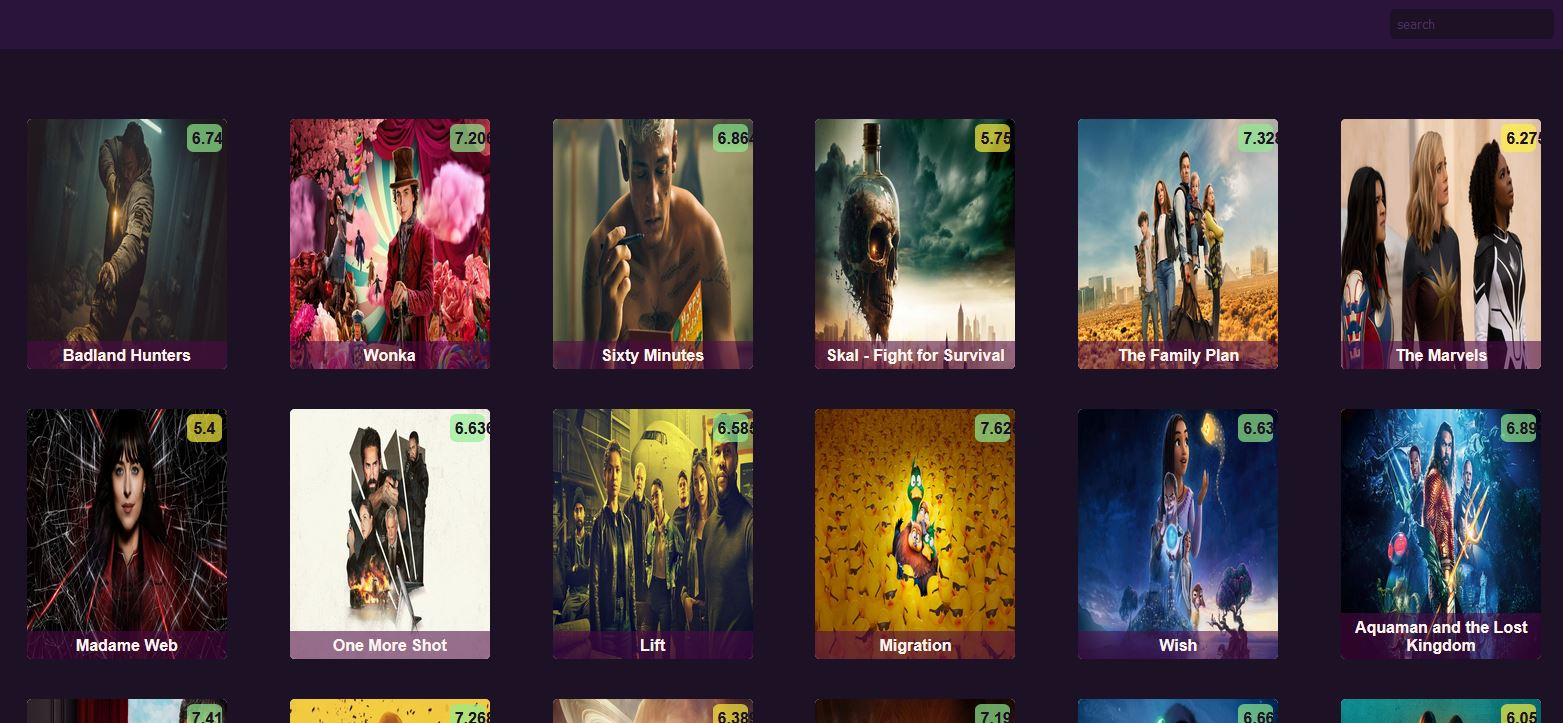 search
6.74
7.206
6.864
5.75
7.328
6.275
Badland Hunters
Wonka
Sixty Minutes
Skal - Fight for Survival
The Family Plan
The Marvels
5.4
6.636
6.585
7.62
6.63
6.89
Madame Web
One More Shot
Lift
Migration
Wish
Aquaman and the Lost
Kingdom
7.41
7.268
6.389
7.19
6.66
6.05